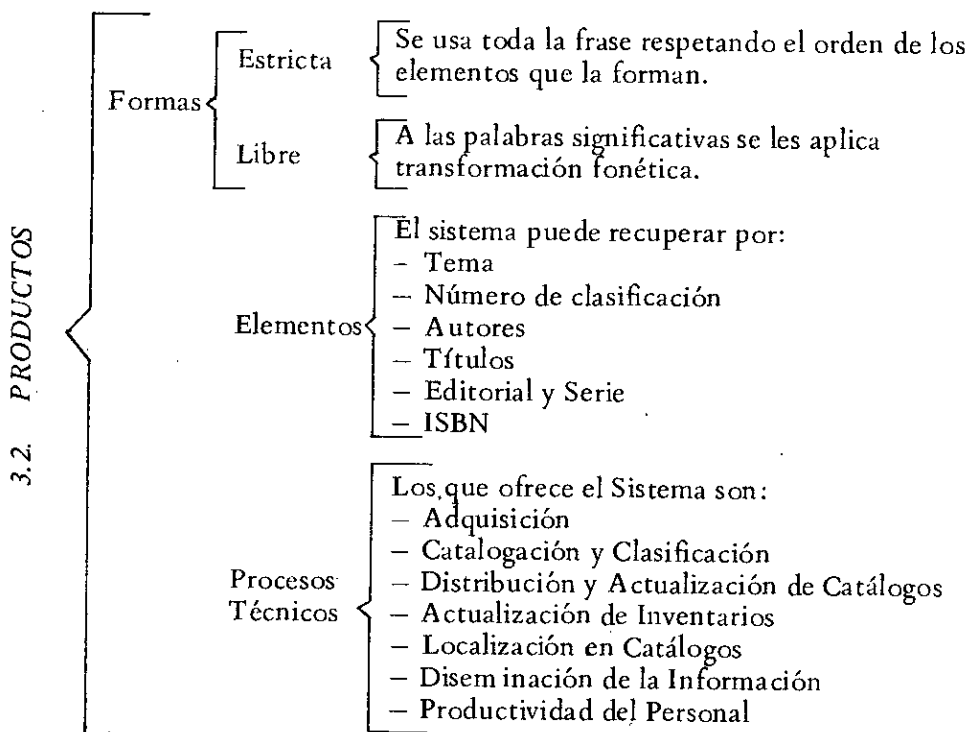 3.2. PRODUCTOS
Formas
Estricta
Se usa toda la frase respetando el orden de los
elementos que la forman.
Libre
A las palabras significativas se les aplica
transformación fonética.
Elementos
El sistema puede recuperar por:
– Tema
– Número de clasificación
– Autores
– Títulos
– Editorial y Serie
– ISBN
Procesos
Técnicos
Los que ofrece el Sistema son:
– Adquisición
– Catalogación y Clasificación
– Distribución y Actualización de Catálogos
– Actualización de Inventarios
– Localización en Catálogos
– Diseminación de la Información
– Productividad del Personal